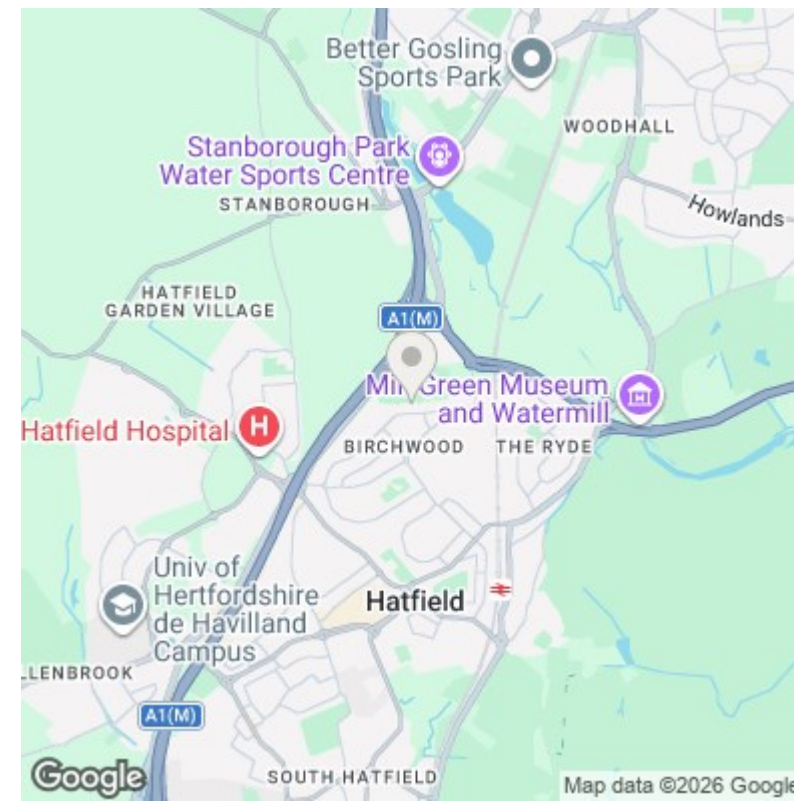 Better Gosling
Sports Park
WOODHALL
Stanborough Park
Water Sports Centre
STANBOROUGH
Howlands
HATFIELD
GARDEN VILLAGE
A1(M)
Mill Green Museum
and Watermill
Hatfield Hospital
H
BIRCHWOOD
THE RYDE
Univ of
Hertfordshire
de Havilland
Campus
Hatfield
LLENBROOK
A1(M)
SOUTH HATFIELD
Google
Map data ©2026 Google